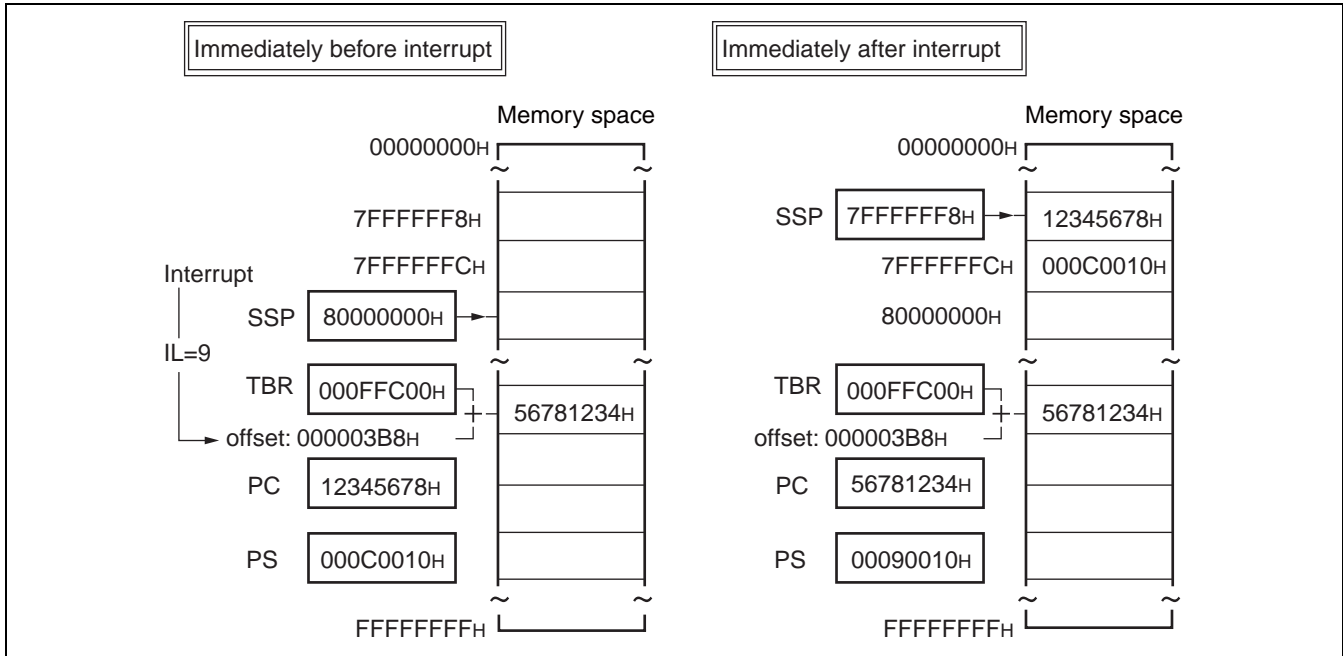 Immediately before interrupt
Memory space
00000000H
7FFFFFF8H
7FFFFFFCH
Interrupt
SSP 80000000H
IL=9
TBR 000FFC00H
56781234H
offset: 000003B8H
PC 12345678H
PS 000C0010H
FFFFFFFFH
Immediately after interrupt
Memory space
00000000H
SSP 7FFFFFF8H 12345678H
7FFFFFFCH 000C0010H
80000000H
TBR 000FFC00H
56781234H
offset: 000003B8H
PC 56781234H
PS 00090010H
FFFFFFFFH